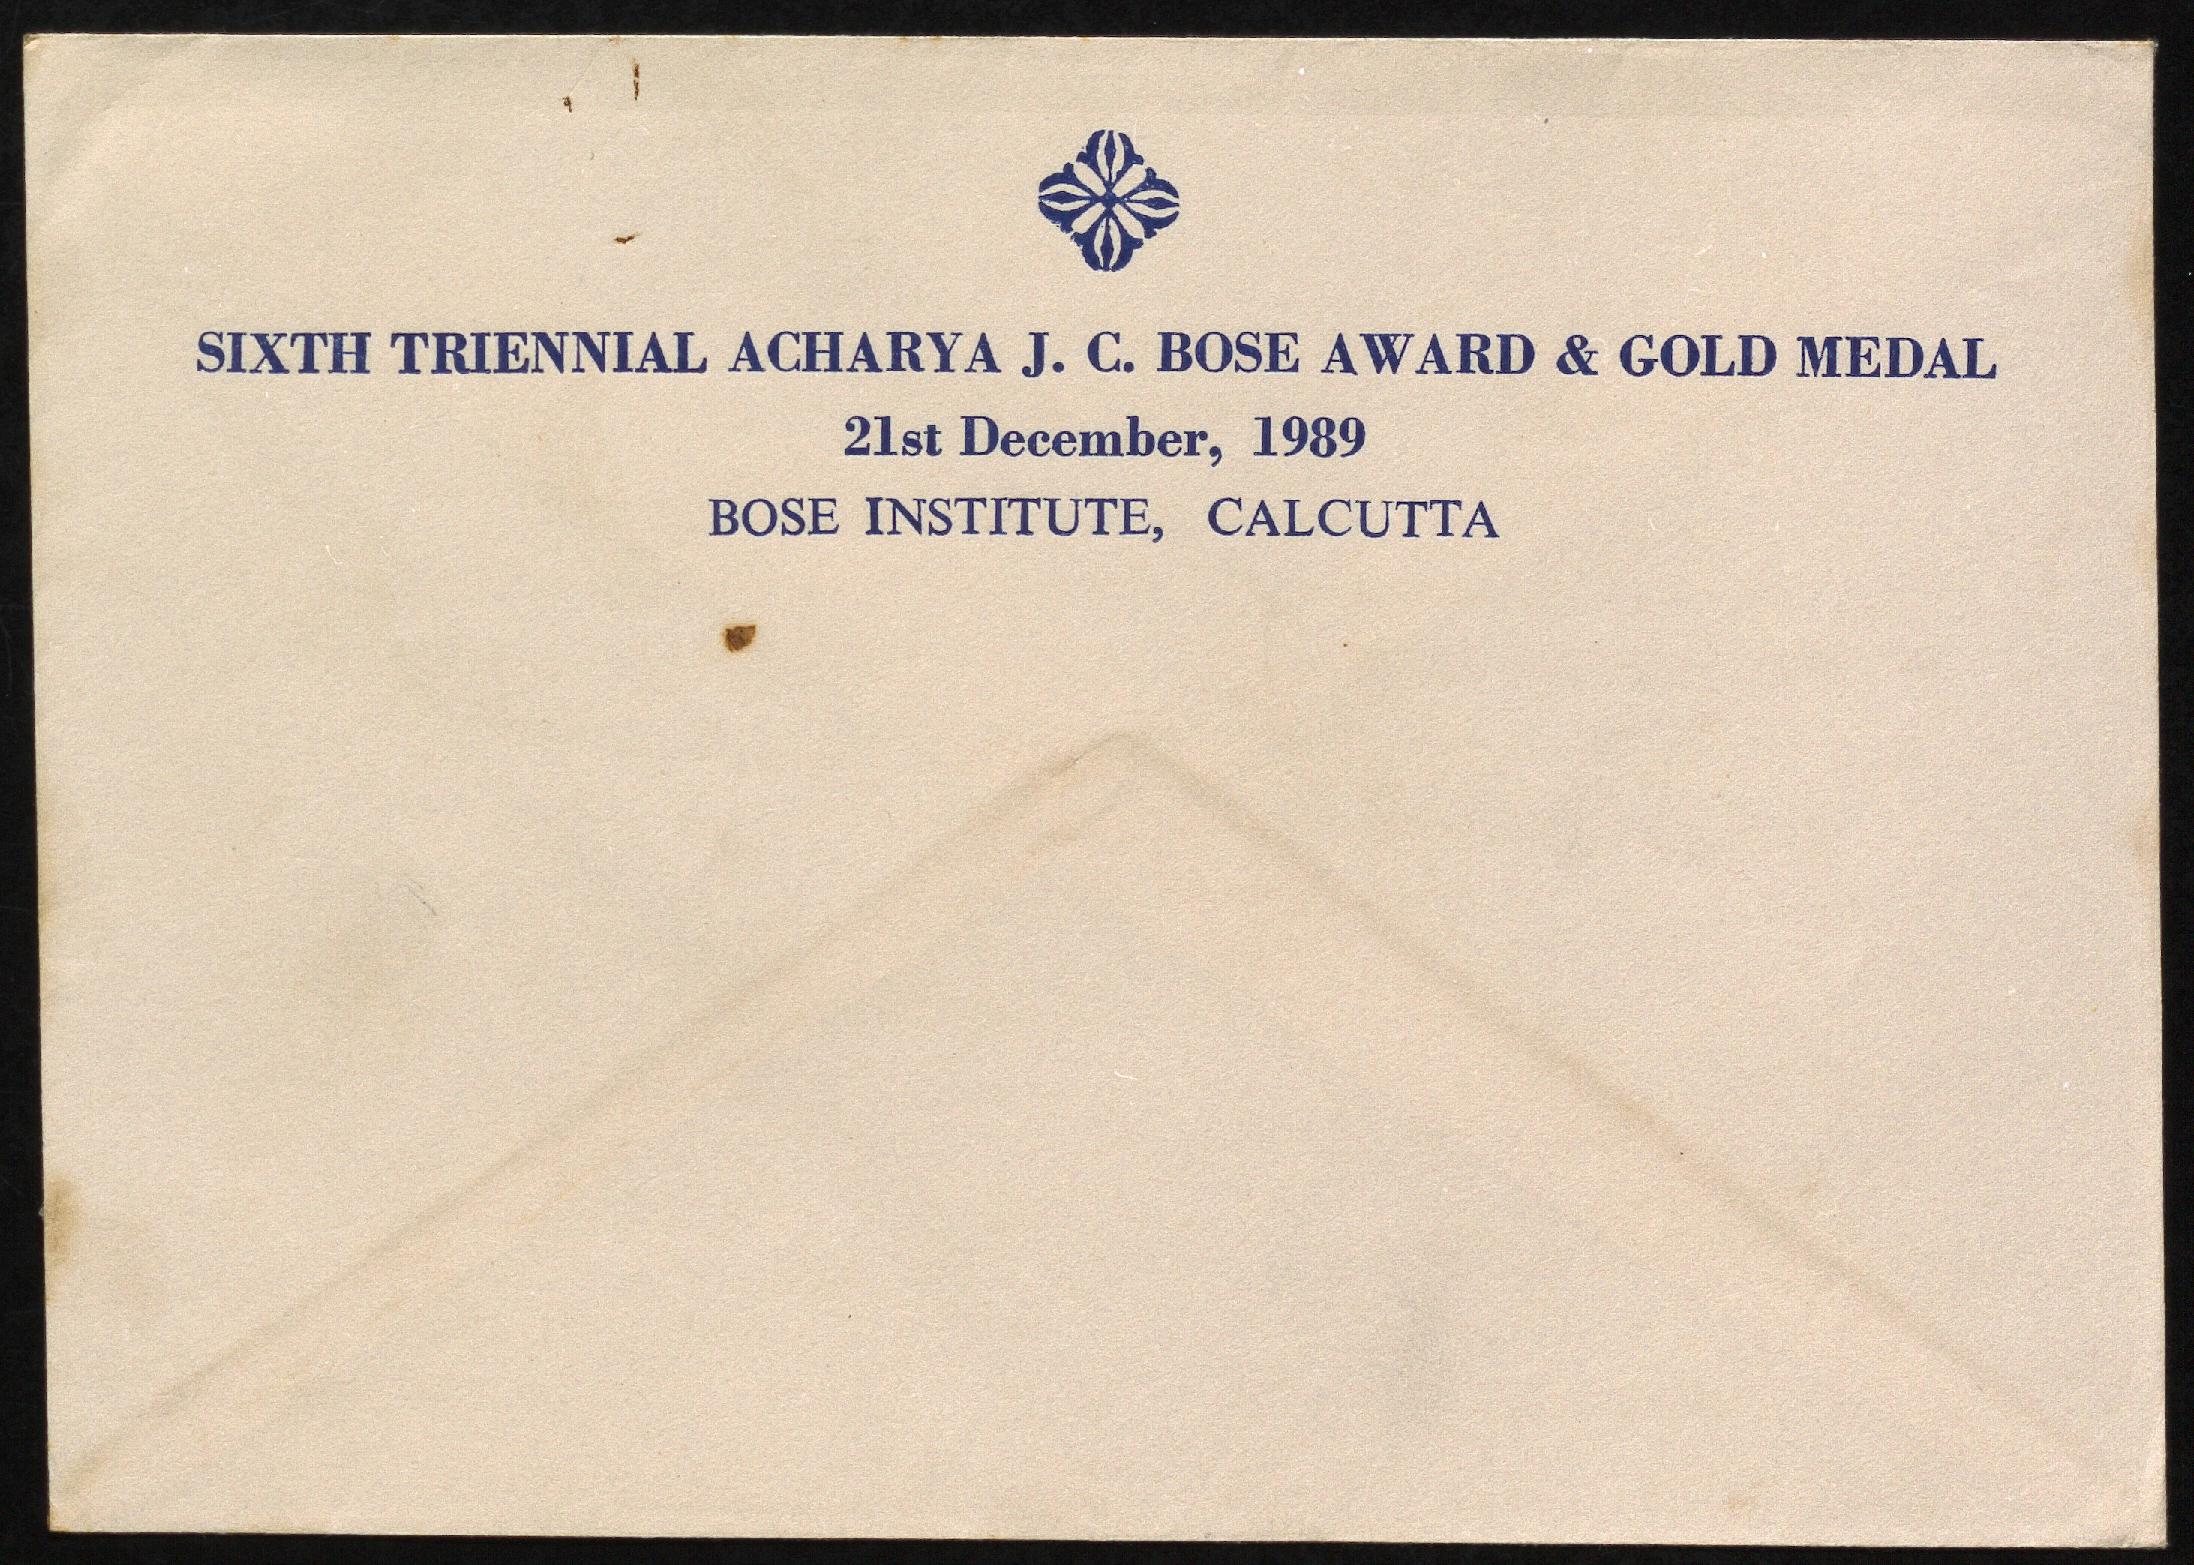 SIXTH TRIENNIAL ACHARYA J. C. BOSE AWARD & GOLD MEDAL
21st December, 1989
BOSE INSTITUTE, CALCUTTA